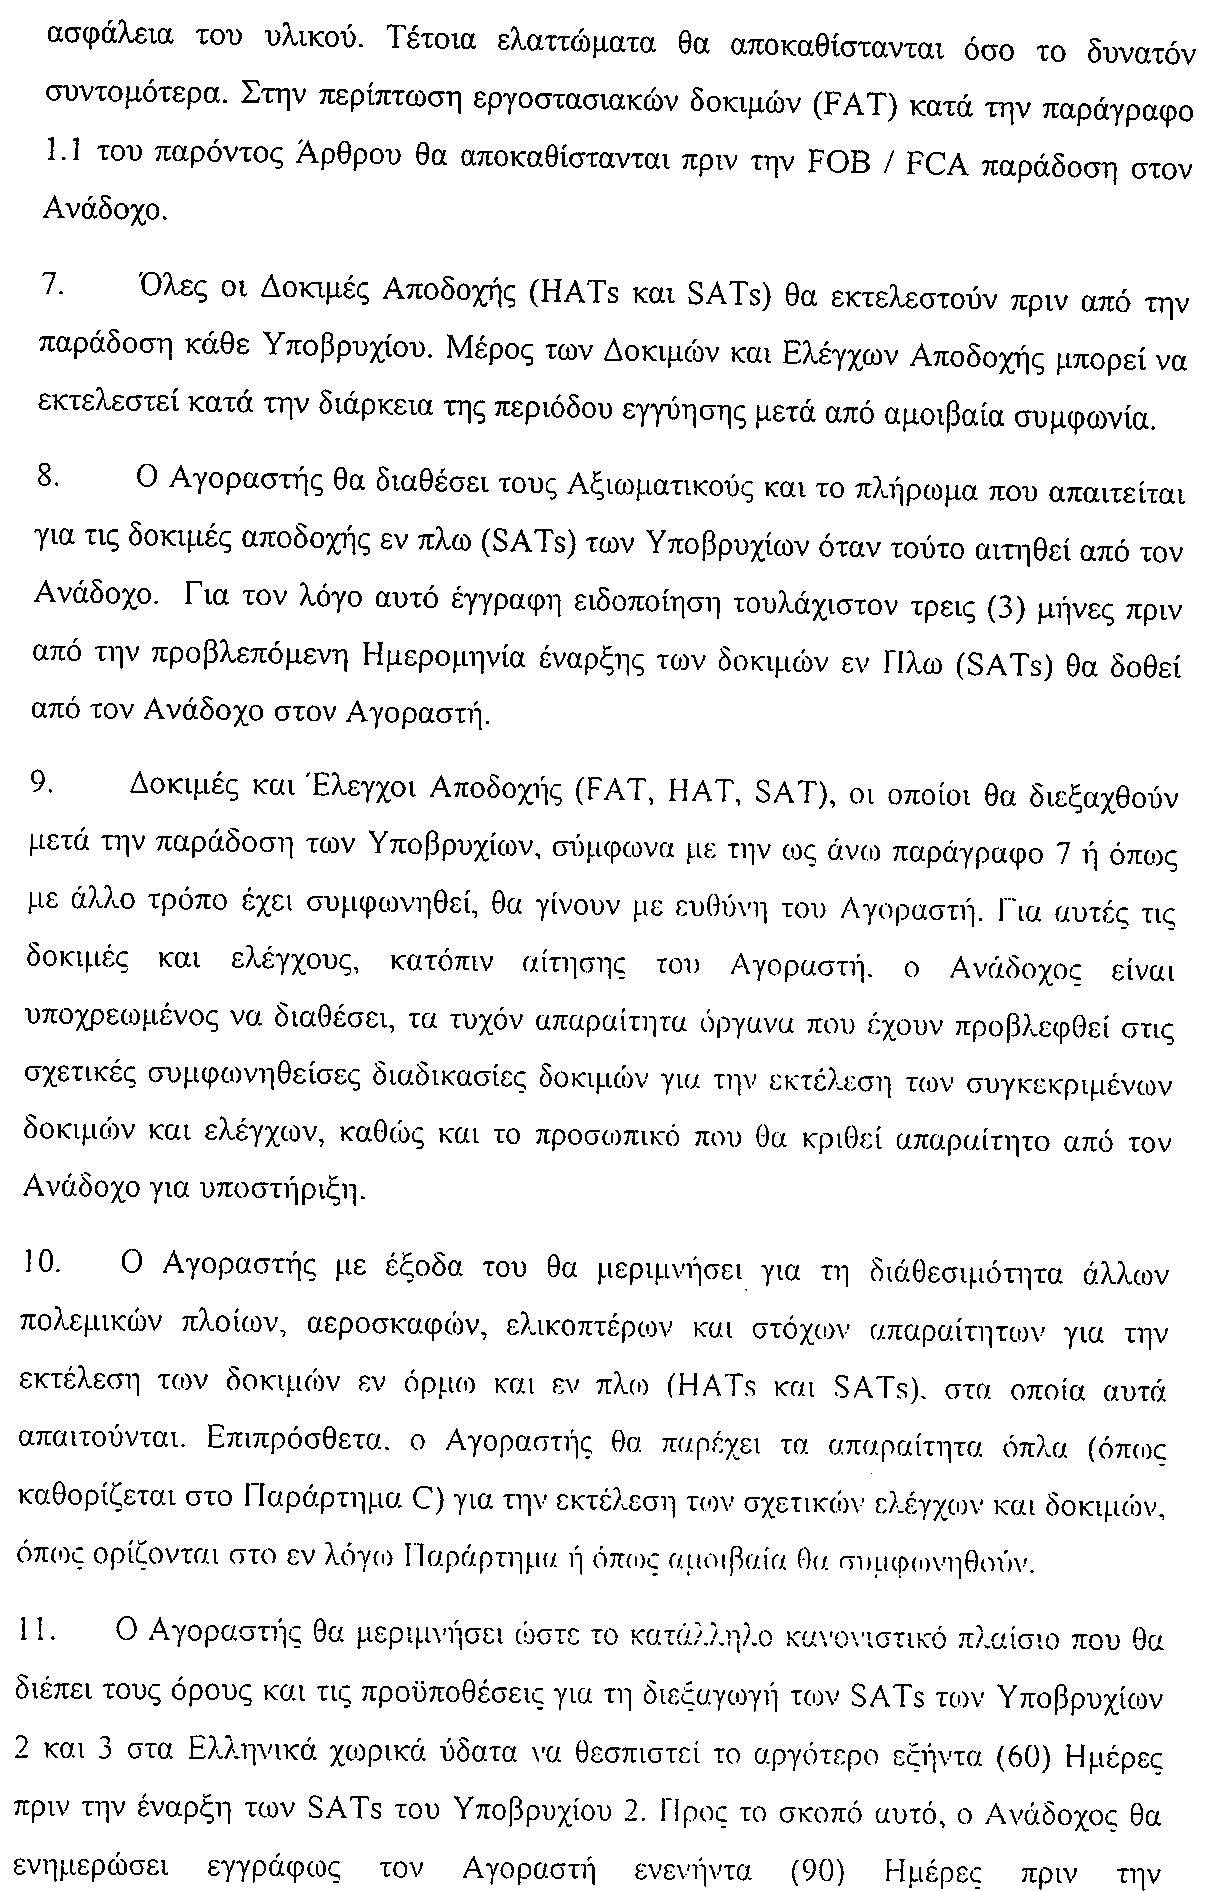 ασφάλεια του υλικού. Τέτοια ελαττώματα θα αποκαθίστανται όσο το δυνατόν
συντομότερα. Στην περίπτωση εργοστασιακών δοκιμών (FAT) κατά την παράγραφο
1.1 του παρόντος Άρθρου θα αποκαθίστανται πριν την FOB / FCA παράδοση στον
Ανάδοχο.
7. Όλες οι Δοκιμές Αποδοχής (HATs και SATs) θα εκτελεστούν πριν από την
παράδοση κάθε Υποβρυχίου. Μέρος των Δοκιμών και Ελέγχων Αποδοχής μπορεί να
εκτελεστεί κατά την διάρκεια της περιόδου εγγύησης μετά από αμοιβαία συμφωνία.
8. Ο Αγοραστής θα διαθέσει τους Αξιωματικούς και το πλήρωμα που απαιτείται
για τις δοκιμές αποδοχής εν πλω (SATs) των Υποβρυχίων όταν τούτο αιτηθεί από τον
Ανάδοχο. Για τον λόγο αυτό έγγραφη ειδοποίηση τουλάχιστον τρεις (3) μήνες πριν
από την προβλεπόμενη Ημερομηνία έναρξης των δοκιμών εν Πλω (SATs) θα δοθεί
από τον Ανάδοχο στον Αγοραστή.
9. Δοκιμές και Έλεγχοι Αποδοχής (FAT, HAT, SAT), οι οποίοι θα διεξαχθούν
μετά την παράδοση των Υποβρυχίων, σύμφωνα με την ως άνω παράγραφο 7 ή όπως
με άλλο τρόπο έχει συμφωνηθεί, θα γίνουν με ευθύνη του Αγοραστή. Για αυτές τις
δοκιμές και ελέγχους, κατόπιν αίτησης του Αγοραστή, ο Ανάδοχος είναι
υποχρεωμένος να διαθέσει, τα τυχόν απαραίτητα όργανα που έχουν προβλεφθεί στις
σχετικές συμφωνηθείσες διαδικασίες δοκιμών για την εκτέλεση των συγκεκριμένων
δοκιμών και ελέγχων, καθώς και το προσωπικό που θα κριθεί απαραίτητο από τον
Ανάδοχο για υποστήριξη.
10. Ο Αγοραστής με έξοδα του θα μεριμνήσει για τη διάθεσιμότητα άλλων
πολεμικών πλοίων, αεροσκαφών, ελικοπτέρων και στόχων απαραίτητων για την
εκτέλεση των δοκιμών εν όρμω και εν πλω (HATs και SATs), στα οποία αυτά
απαιτούνται. Επιπρόσθετα, ο Αγοραστής θα παρέχει τα απαραίτητα όπλα (όπως
καθορίζεται στο Παράρτημα C) για την εκτέλεση των σχετικών ελέγχων και δοκιμών,
όπως ορίζονται στο εν λόγω Παράρτημα ή όπως αμοιβαία θα συμφωνηθούν.
11. Ο Αγοραστής θα μεριμνήσει ώστε το κατάλληλο κανονιστικό πλαίσιο που θα
διέπει τους όρους και τις προϋποθέσεις για τη διεξαγωγή των SATs των Υποβρυχίων
2 και 3 στα Ελληνικά χωρικά ύδατα να θεσπιστεί το αργότερο εξήντα (60) Ημέρες
πριν την έναρξη των SATs του Υποβρυχίου 2. Προς το σκοπό αυτό, ο Ανάδοχος θα
ενημερώσει εγγράφως τον Αγοραστή ενενήντα (90) Ημέρες πριν την